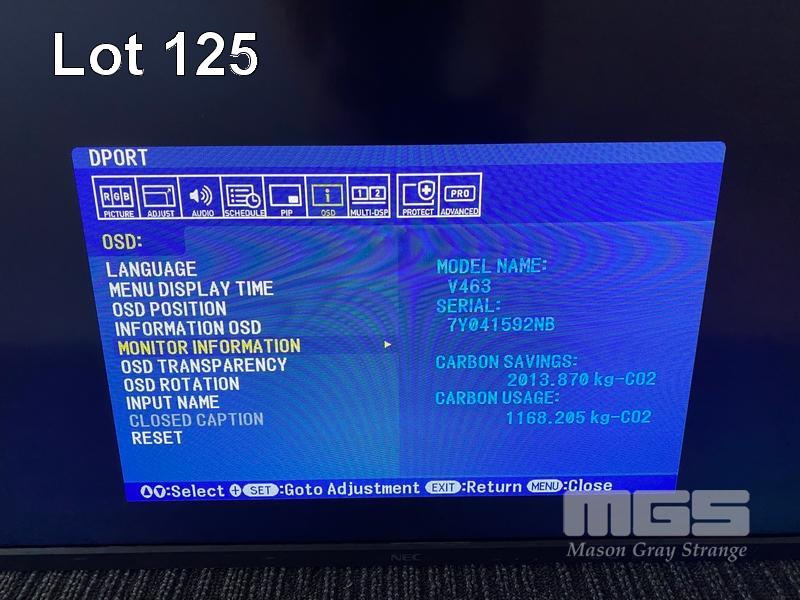 Lot 125
DPORT
RGB 1 2 PRO
PICTURE ADJUST AUDIO SCHEDULE PIP OSD MULTI-DSP PROTECT ADVANCED
OSD:
LANGUAGE
MENU DISPLAY TIME
OSD POSITION
INFORMATION OSD
MONITOR INFORMATION
OSD TRANSPARENCY
OSD ROTATION
INPUT NAME
CLOSED CAPTION
RESET
MODEL NAME:
V463
SERIAL:
7Y041592NB
CARBON SAVINGS:
2013.870 kg-CO2
CARBON USAGE:
1168.205 kg-CO2
:Select SET:Goto Adjustment EXIT:Return MENU:Close
NEC
MGS
Mason Gray Strange